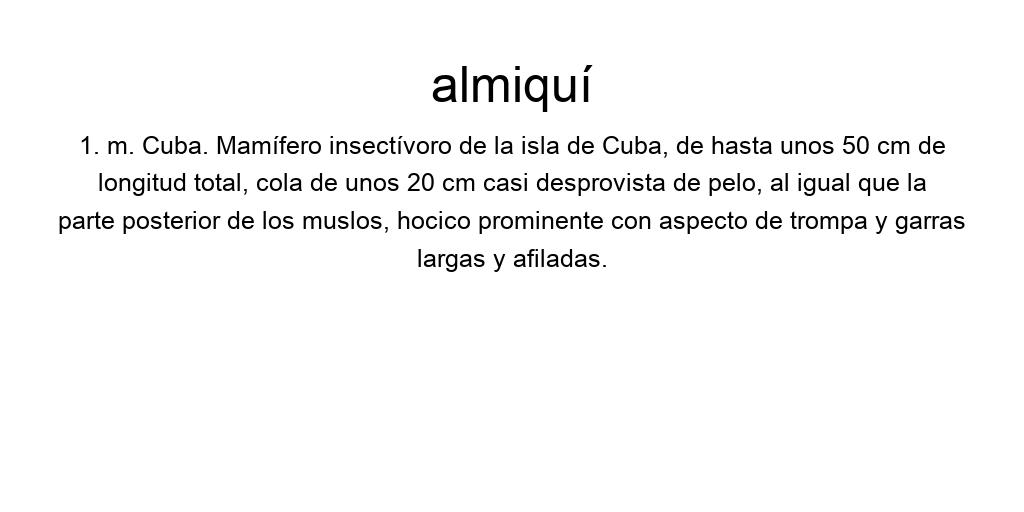 almiquí
1. m. Cuba. Mamífero insectívoro de la isla de Cuba, de hasta unos 50 cm de
longitud total, cola de unos 20 cm casi desprovista de pelo, al igual que la
parte posterior de los muslos, hocico prominente con aspecto de trompa y garras
largas y afiladas.